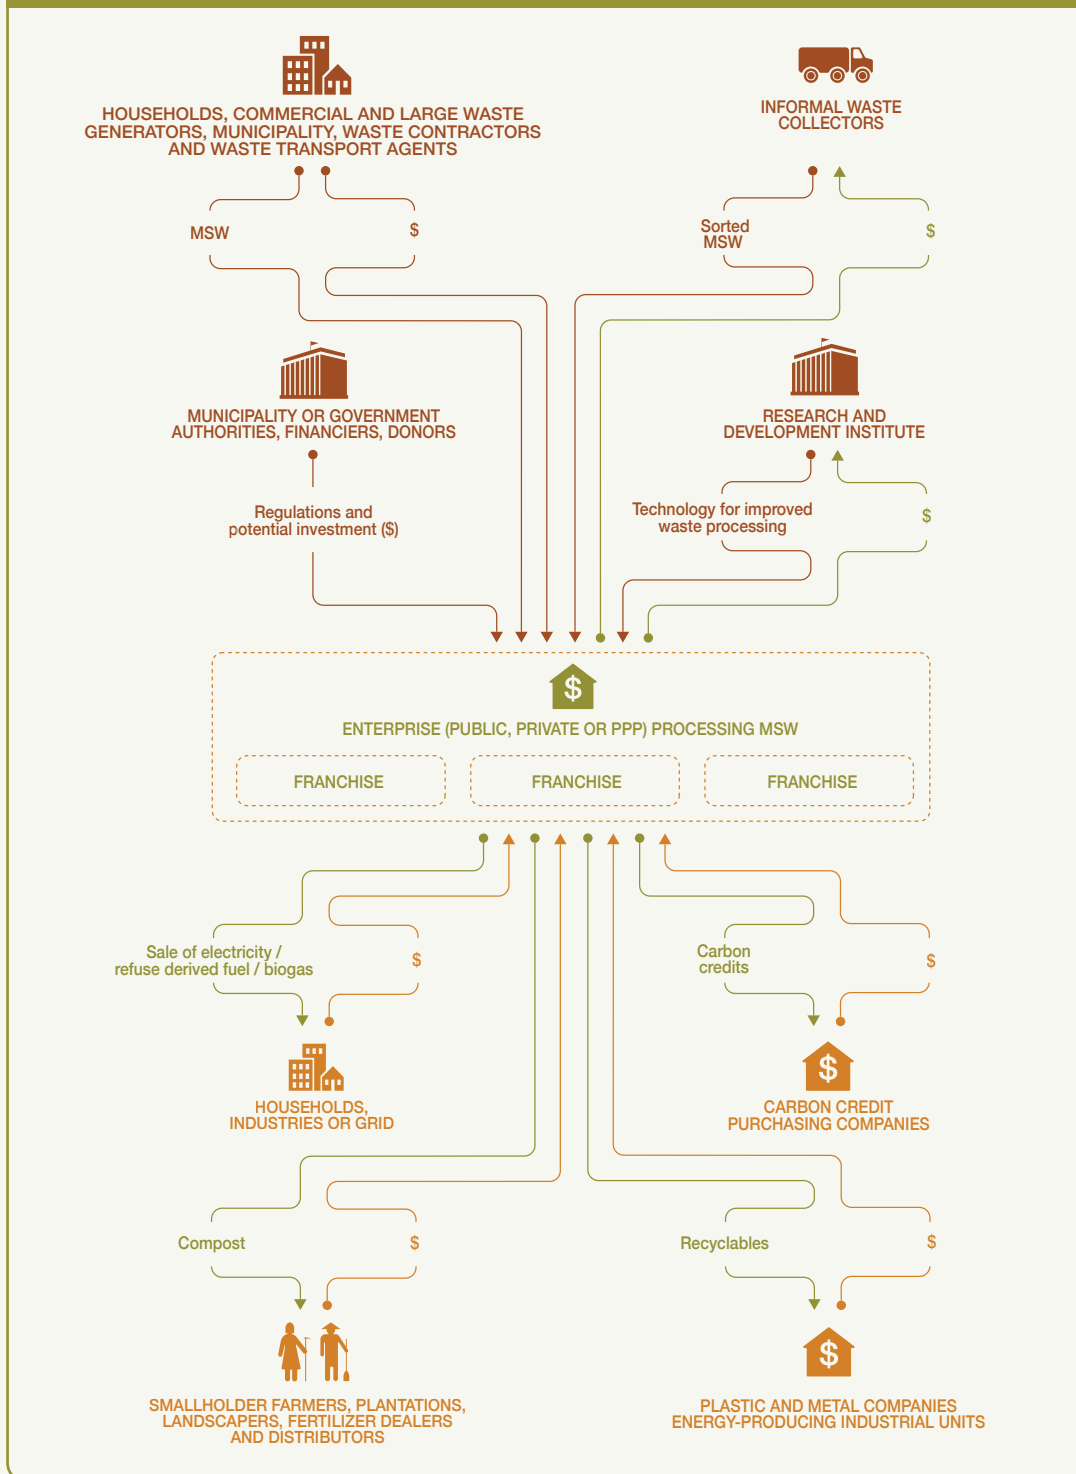 HOUSEHOLDS, COMMERCIAL AND LARGE WASTE
GENERATORS, MUNICIPALITY, WASTE CONTRACTORS
AND WASTE TRANSPORT AGENTS
INFORMAL WASTE
COLLECTORS
MSW
$
Sorted
MSW
$
MUNICIPALITY OR GOVERNMENT
AUTHORITIES, FINANCIERS, DONORS
RESEARCH AND
DEVELOPMENT INSTITUTE
Regulations and
potential investment ($)
Technology for improved
waste processing
$
$
ENTERPRISE (PUBLIC, PRIVATE OR PPP) PROCESSING MSW
FRANCHISE
FRANCHISE
FRANCHISE
Sale of electricity /
refuse derived fuel / biogas
$
Carbon
credits
$
HOUSEHOLDS,
INDUSTRIES OR GRID
$
CARBON CREDIT
PURCHASING COMPANIES
Compost
$
Recyclables
$
SMALLHOLDER FARMERS, PLANTATIONS,
LANDSCAPERS, FERTILIZER DEALERS
AND DISTRIBUTORS
$
PLASTIC AND METAL COMPANIES
ENERGY-PRODUCING INDUSTRIAL UNITS